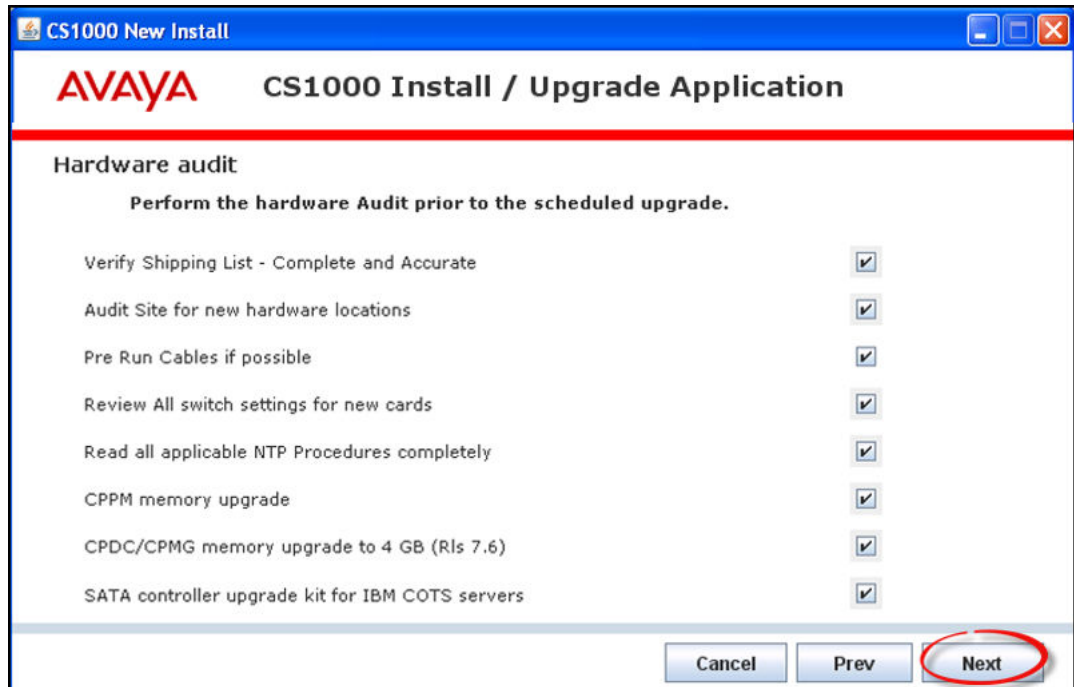 CS1000 New Install
AVAYA CS1000 Install / Upgrade Application
Hardware audit
Perform the hardware Audit prior to the scheduled upgrade.
Verify Shipping List - Complete and Accurate
Audit Site for new hardware locations
Pre Run Cables if possible
Review All switch settings for new cards
Read all applicable NTP Procedures completely
CPPM memory upgrade
CPDC/CPMG memory upgrade to 4 GB (Rls 7.6)
SATA controller upgrade kit for IBM COTS servers
Cancel Prev Next